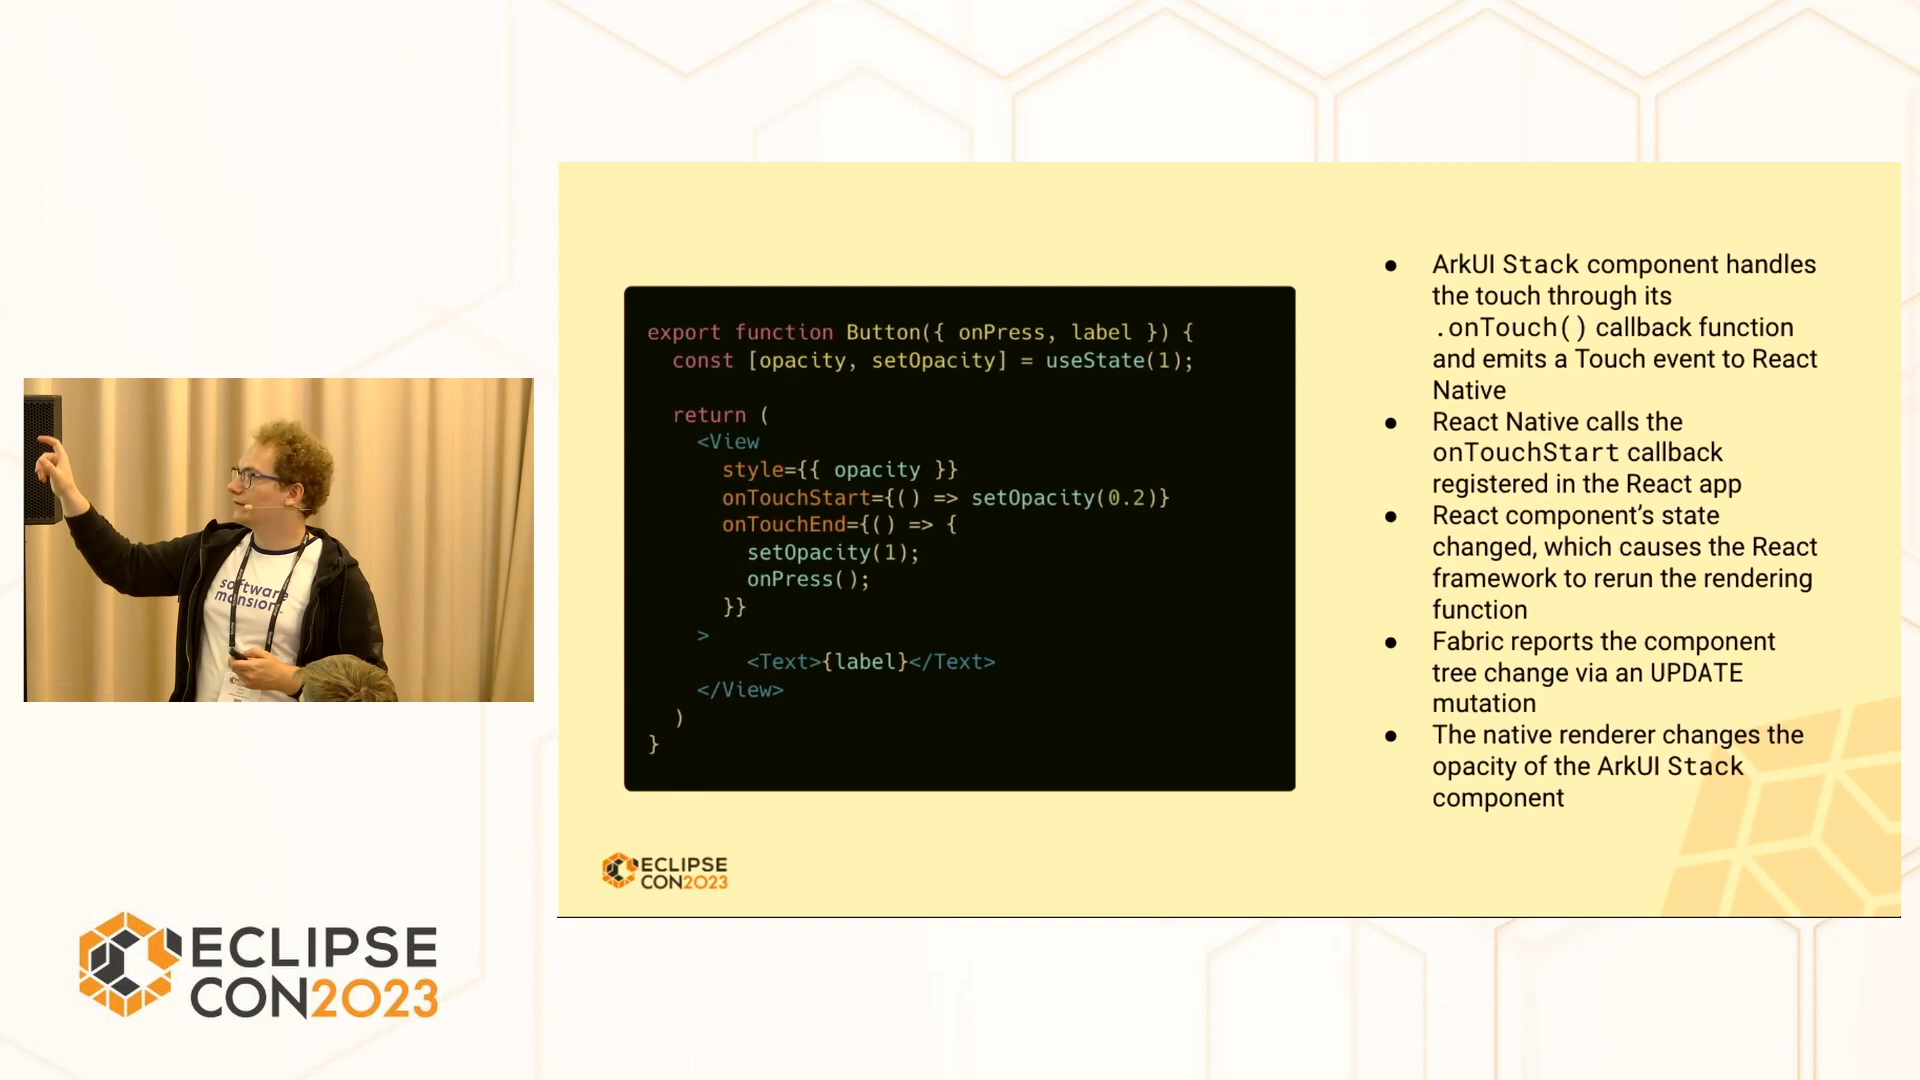 export function Button({ onPress, label }) {
const [opacity, setOpacity] = useState(1);
return (
<View
style={{ opacity }}
onTouchStart={() => setOpacity(0.2)}
onTouchEnd={() => {
setOpacity(1);
onPress();
}}
>
<Text>{label}</Text>
</View>
)
}
● ArkUI Stack component handles
the touch through its
.onTouch() callback function
and emits a Touch event to React
Native
● React Native calls the
onTouchStart callback
registered in the React app
● React component’s state
changed, which causes the React
framework to rerun the rendering
function
● Fabric reports the component
tree change via an UPDATE
mutation
● The native renderer changes the
opacity of the ArkUI Stack
component
ECLIPSE
CON2023
software
mansion
ECLIPSE
CON2023